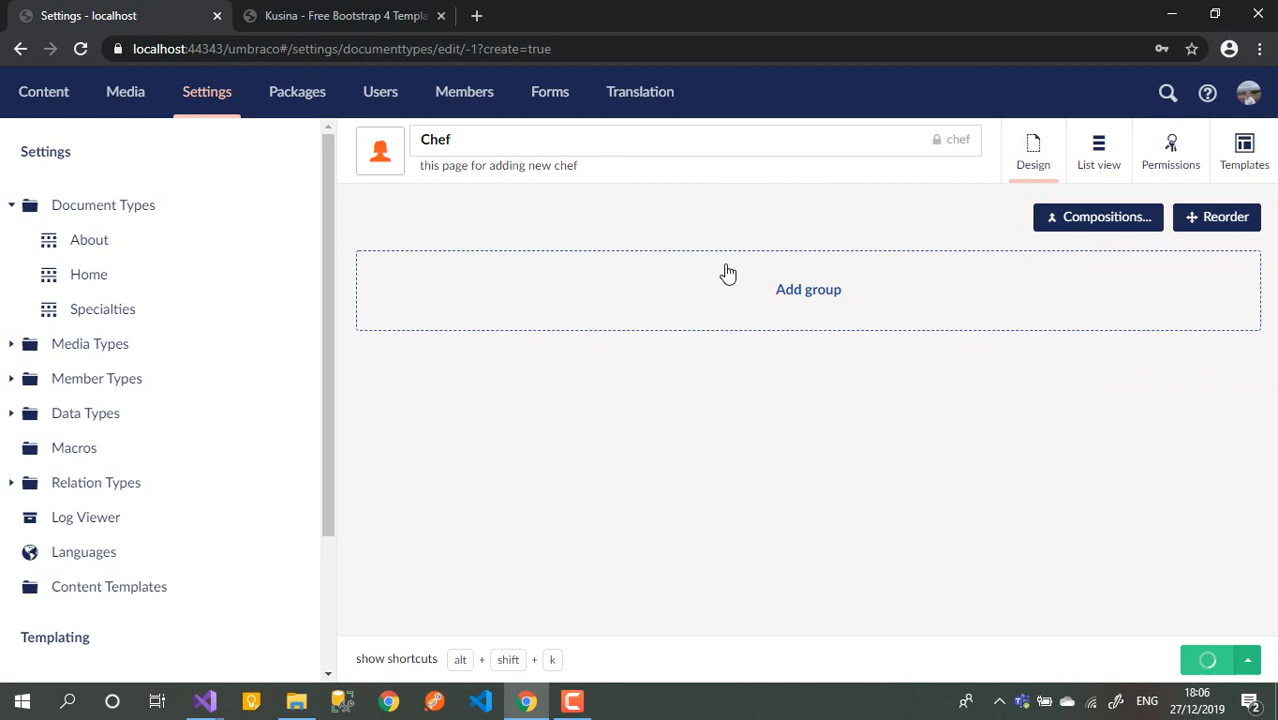 Settings - localhost
Kusina - Free Bootstrap 4 Templa
localhost:44343/umbraco#/settings/documenttypes/edit/-1?create=true
Content Media Settings Packages Users Members Forms Translation
Settings
Document Types
About
Home
Specialties
Media Types
Member Types
Data Types
Macros
Relation Types
Log Viewer
Languages
Content Templates
Templating
Chef
chef
this page for adding new chef
Design List view Permissions Templates
Compositions... Reorder
Add group
show shortcuts alt + shift + k
ENG
18:06
27/12/2019
2